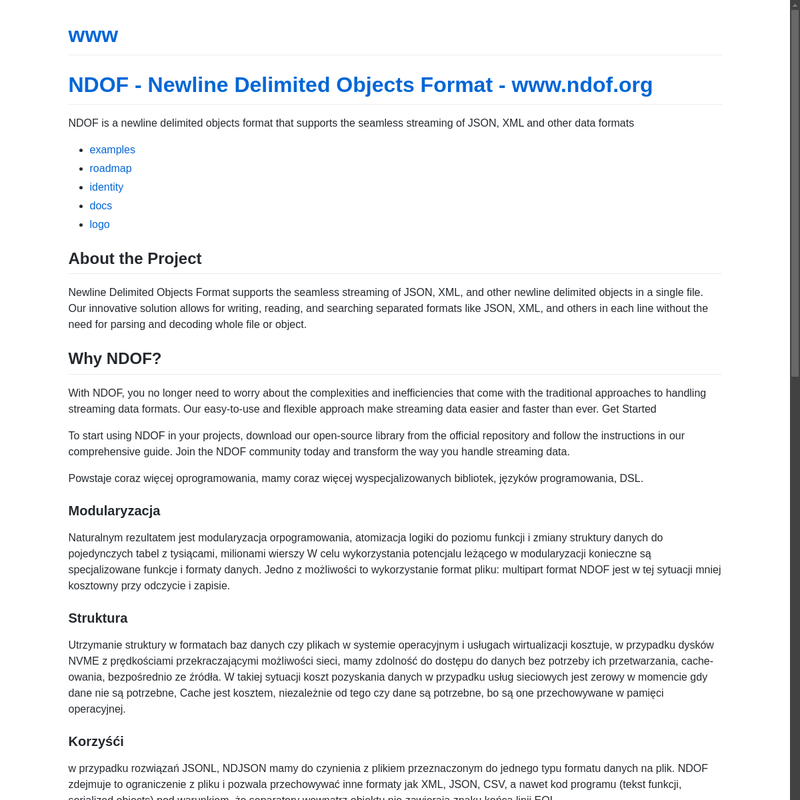 www
NDOF - Newline Delimited Objects Format - www.ndof.org
NDOF is a newline delimited objects format that supports the seamless streaming of JSON, XML and other data formats
examples
roadmap
identity
docs
logo
About the Project
Newline Delimited Objects Format supports the seamless streaming of JSON, XML, and other newline delimited objects in a single file.
Our innovative solution allows for writing, reading, and searching separated formats like JSON, XML, and others in each line without the
need for parsing and decoding whole file or object.
Why NDOF?
With NDOF, you no longer need to worry about the complexities and inefficiencies that come with the traditional approaches to handling
streaming data formats. Our easy-to-use and flexible approach make streaming data easier and faster than ever. Get Started
To start using NDOF in your projects, download our open-source library from the official repository and follow the instructions in our
comprehensive guide. Join the NDOF community today and transform the way you handle streaming data.
Powstaje coraz więcej oprogramowania, mamy coraz więcej wyspecjalizowanych bibliotek, języków programowania, DSL.
Modularyzacja
Naturalnym rezultatem jest modularyzacja orpogramowania, atomizacja logiki do poziomu funkcji i zmiany struktury danych do
pojedynczych tabel z tysiącami, milionami wierszy W celu wykorzystania potencjalu leżącego w modularyzacji konieczne są
specjalizowane funkcje i formaty danych. Jedno z możliwości to wykorzystanie format pliku: multipart format NDOF jest w tej sytuacji mniej
kosztowny przy odczycie i zapisie.
Struktura
Utrzymanie struktury w formatach baz danych czy plikach w systemie operacyjnym i usługach wirtualizacji kosztuje, w przypadku dysków
NVME z prędkościami przekraczającymi możliwości sieci, mamy zdolność do dostępu do danych bez potrzeby ich przetwarzania, cache-
owania, bezpośrednio ze źródła. W takiej sytuacji koszt pozyskania danych w przypadku usług sieciowych jest zerowy w momencie gdy
dane nie są potrzebne, Cache jest kosztem, niezależnie od tego czy dane są potrzebne, bo są one przechowywane w pamięci
operacyjnej.
Korzyśći
w przypadku rozwiązań JSONL, NDJSON mamy do czynienia z plikiem przeznaczonym do jednego typu formatu danych na plik. NDOF
zdejmuje to ograniczenie z pliku i pozwala przechowywać inne formaty jak XML, JSON, CSV, a nawet kod programu (tekst funkcji,
serialized objects) pod warunkiem, że separatory wewnątrz obiektu nie zawierają znaku końca linii EOL